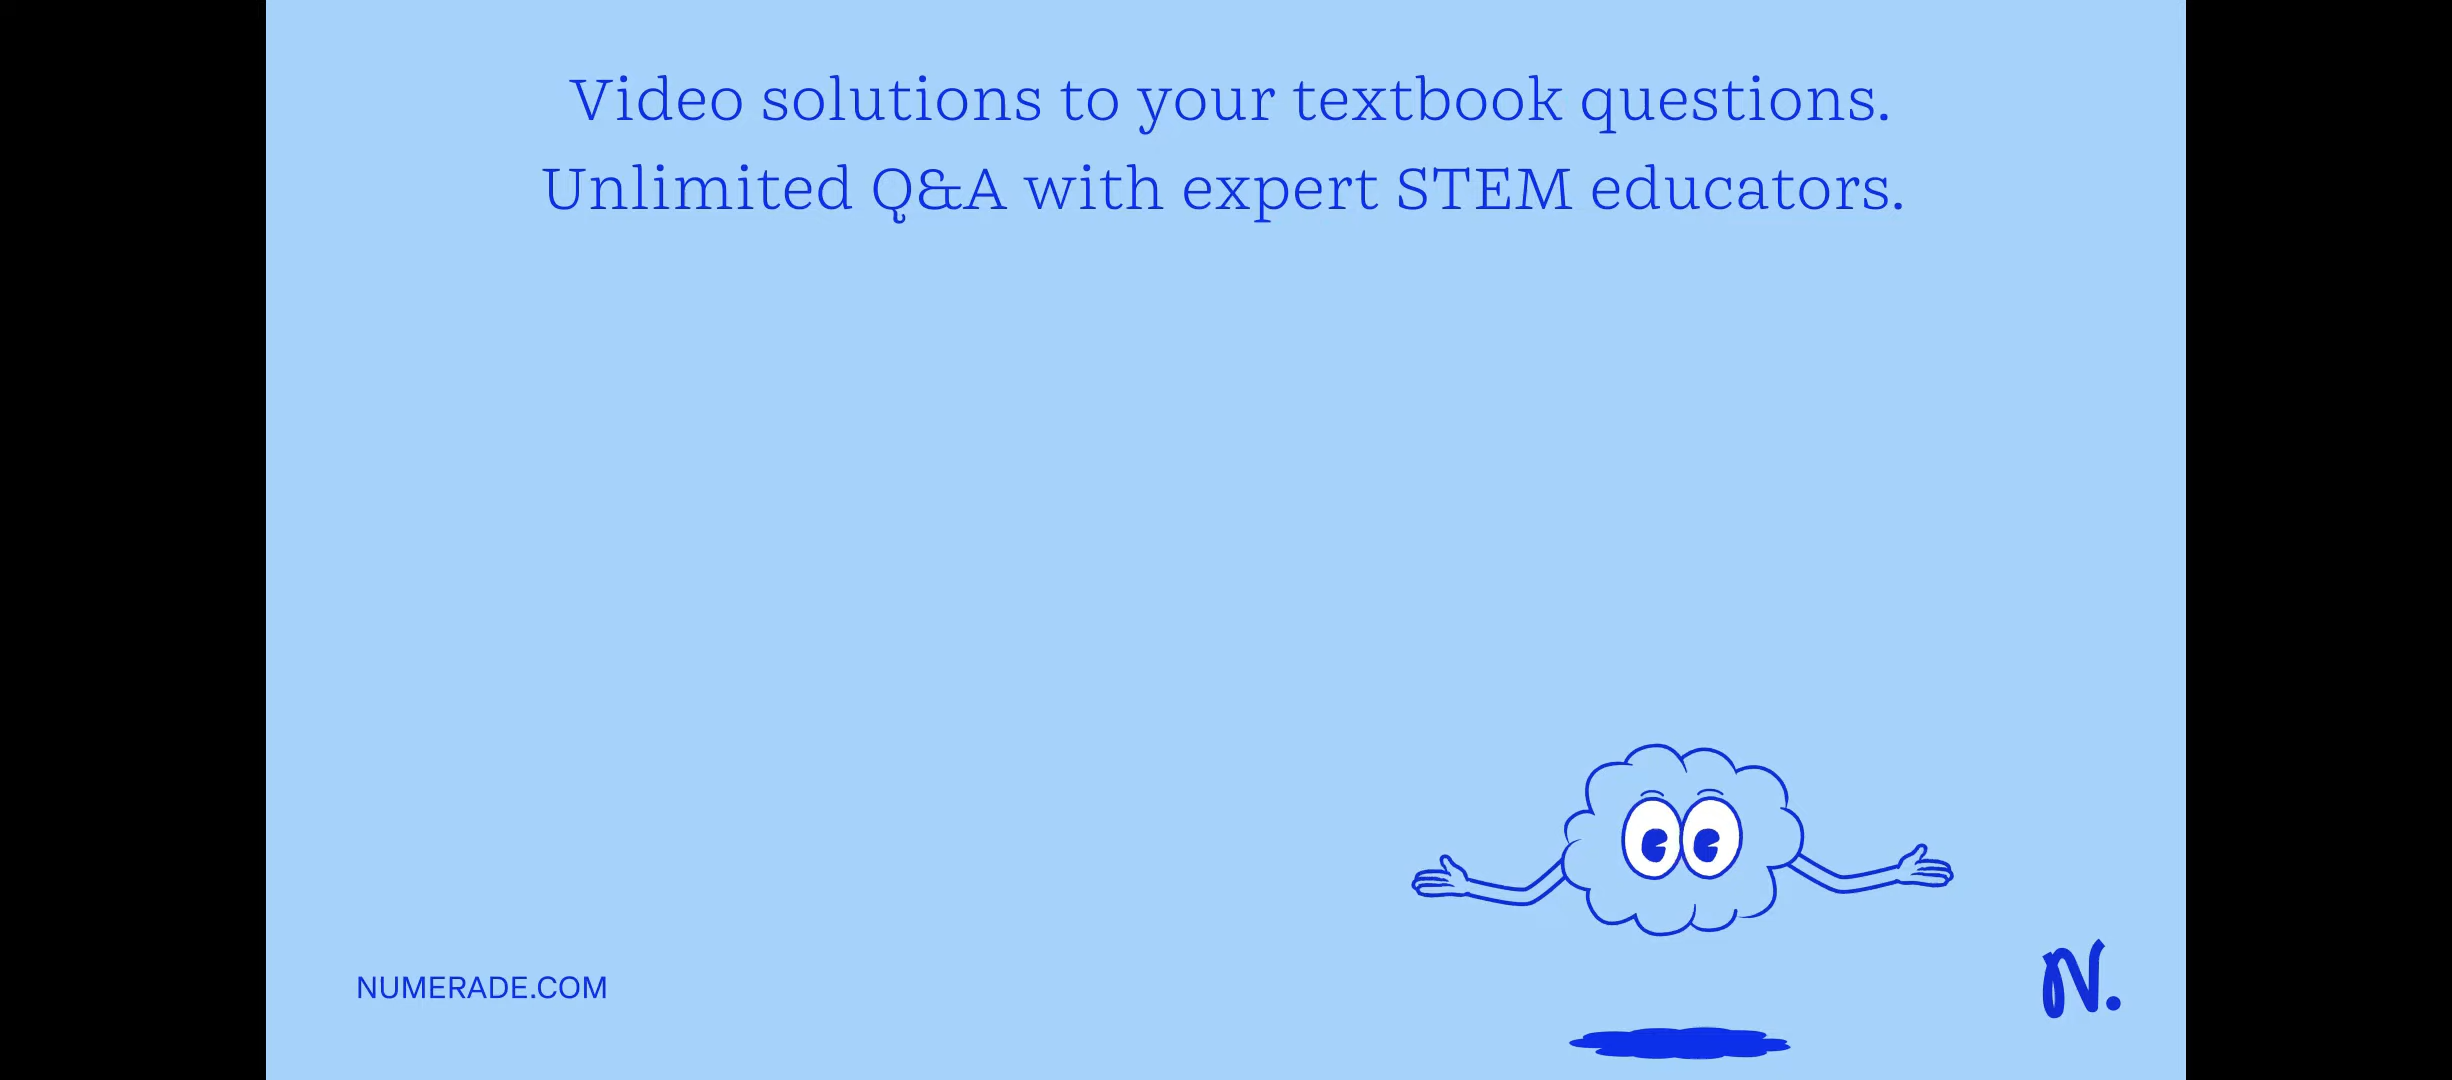 Video solutions to your textbook questions.
Unlimited Q&A with expert STEM educators.
NUMERADE.COM
N.